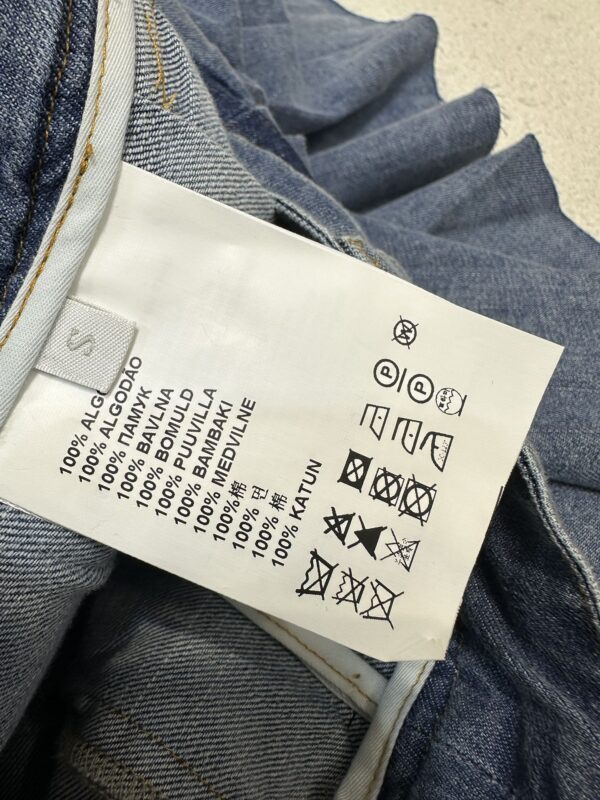 S
100% ALGO
100% ALGODÃO
100% ПАМУК
100% BAVLNA
100% BOMULD
100% PUUVILLA
100% BAMBAKI
100% MEDVILNE
100%棉
100% 면
100% 棉
100% KATUN
P
P